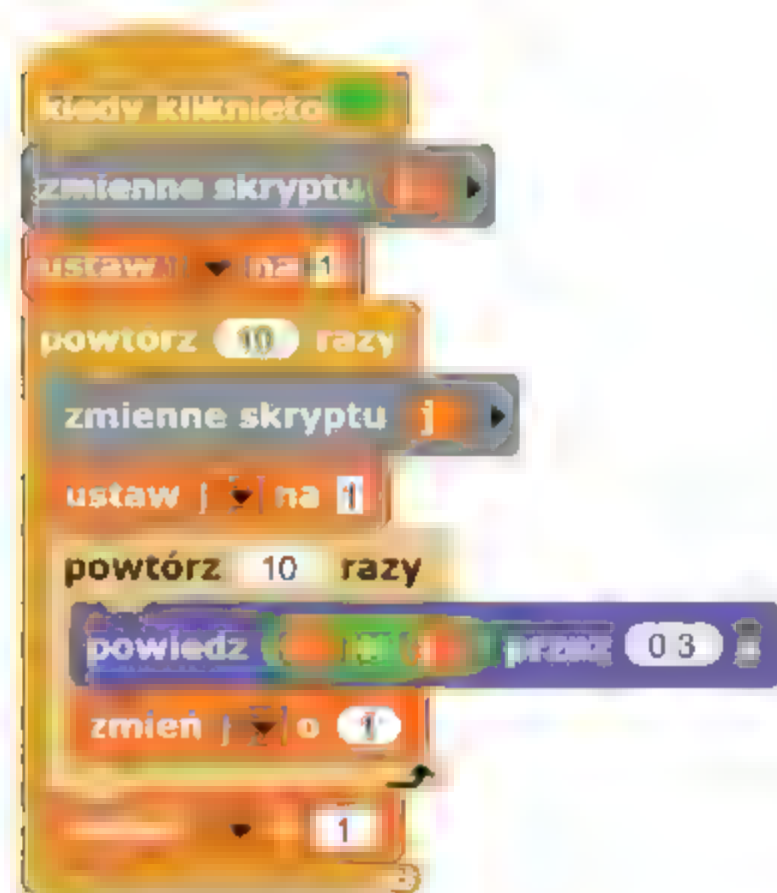 kiedy kliknięto
zmienne skryptu
ustaw na 1
powtórz 10 razy
zmienne skryptu j
ustaw j na 1
powtórz 10 razy
powiedz przez 0 3 s
zmień j o 1
1